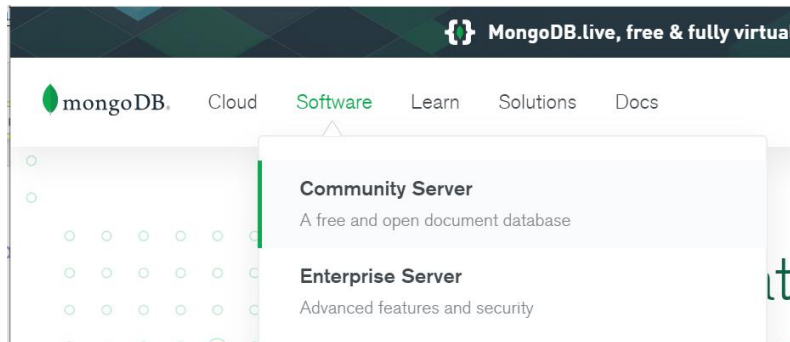 MongoDB.live, free & fully virtual
mongoDB. Cloud Software Learn Solutions Docs
Community Server
A free and open document database
Enterprise Server
Advanced features and security